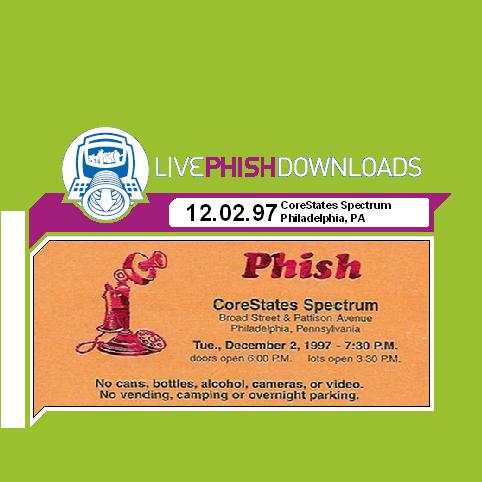 LIVEPHISHDOWNLOADS
12.02.97
CoreStates Spectrum
Philadelphia, PA
Phish
CoreStates Spectrum
Broad Street & Pattison Avenue
Philadelphia, Pennsylvania
Tue., December 2, 1997 - 7:30 P.M.
doors open 6:00 P.M. lots open 3:30 P.M.
No cans, bottles, alcohol, cameras, or video.
No vending, camping or overnight parking.